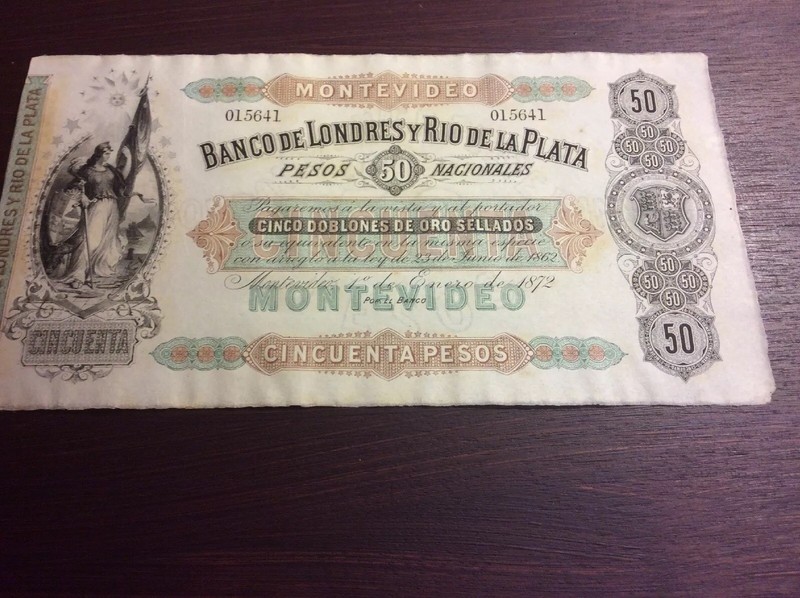 LONDRES Y RIO DE LA PLATA
MONTEVIDEO
015641 015641
BANCO DE LONDRES Y RIO DE LA PLATA
PESOS 50 NACIONALES
Pagaremos á la vista y al portador
CINCUENTA
CINCO DOBLONES DE ORO SELLADOS
ó su equivalente en la misma especie
con arreglo á la ley de 23 de Junio de 1862
Montevideo 1º de Enero de 1872
MONTEVIDEO
POR EL BANCO
CINCUENTA
CINCUENTA PESOS
50
50
50 50
50
50
50 50
50
50